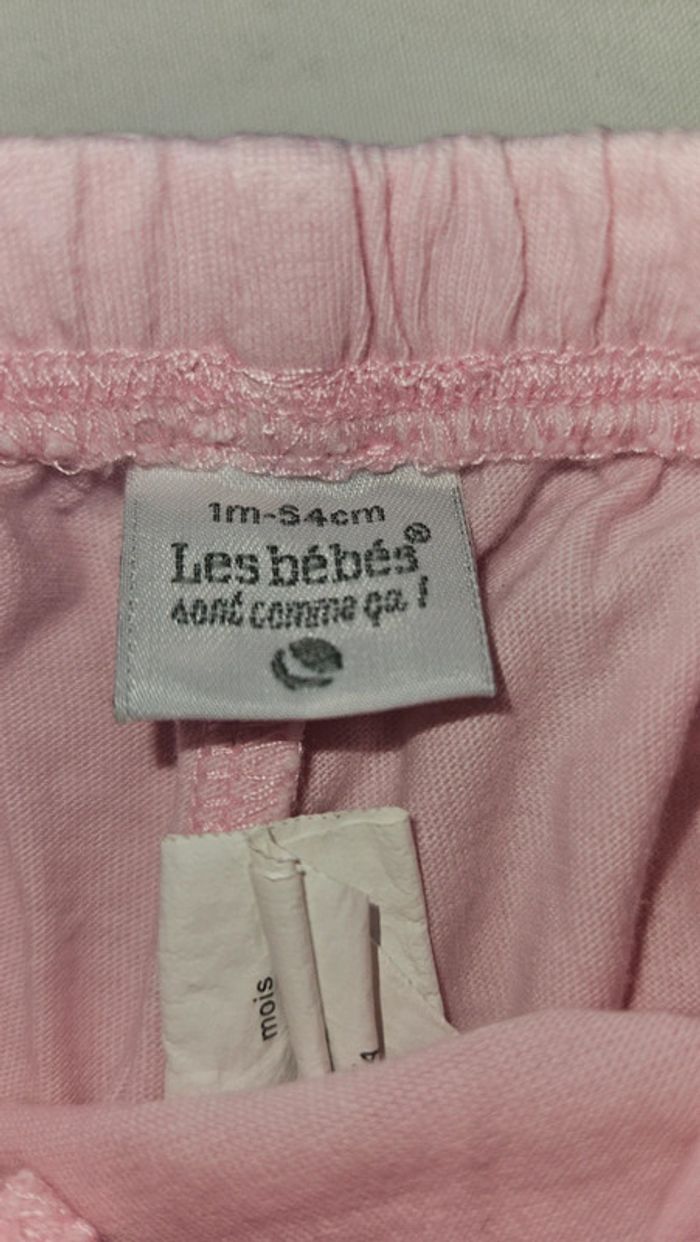 1m-54cm
Les bébés®
sont comme ça !
mois